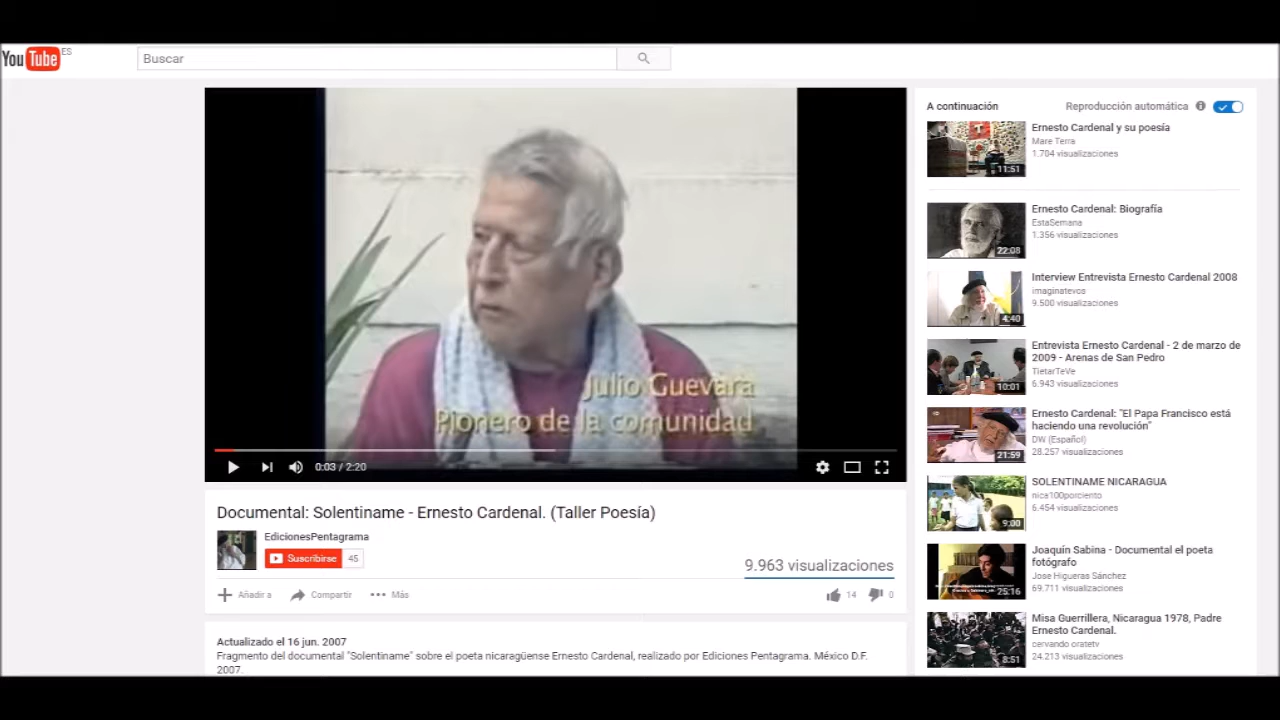 YouTube ES
Buscar
Julio Guevara
Pionero de la comunidad
0:03 / 2:20
Documental: Solentiname - Ernesto Cardenal. (Taller Poesía)
EdicionesPentagrama
Suscribirse 45
9.963 visualizaciones
Añadir a Compartir Más
14 0
Actualizado el 16 jun. 2007
Fragmento del documental "Solentiname" sobre el poeta nicaragüense Ernesto Cardenal, realizado por Ediciones Pentagrama. México D.F.
2007.
A continuación
Reproducción automática
Ernesto Cardenal y su poesía
Mare Terra
1.704 visualizaciones
11:51
Ernesto Cardenal: Biografía
EstaSemana
1.356 visualizaciones
22:08
Interview Entrevista Ernesto Cardenal 2008
imaginatevos
9.500 visualizaciones
4:40
Entrevista Ernesto Cardenal - 2 de marzo de
2009 - Arenas de San Pedro
TietarTeVe
6.943 visualizaciones
10:01
Ernesto Cardenal: "El Papa Francisco está
haciendo una revolución"
DW (Español)
28.257 visualizaciones
21:59
SOLENTINAME NICARAGUA
nica100porciento
6.454 visualizaciones
9:00
Joaquín Sabina - Documental el poeta
fotógrafo
Jose Higueras Sánchez
69.711 visualizaciones
25:16
Misa Guerrillera, Nicaragua 1978, Padre
Ernesto Cardenal.
cervando oratetv
24.213 visualizaciones